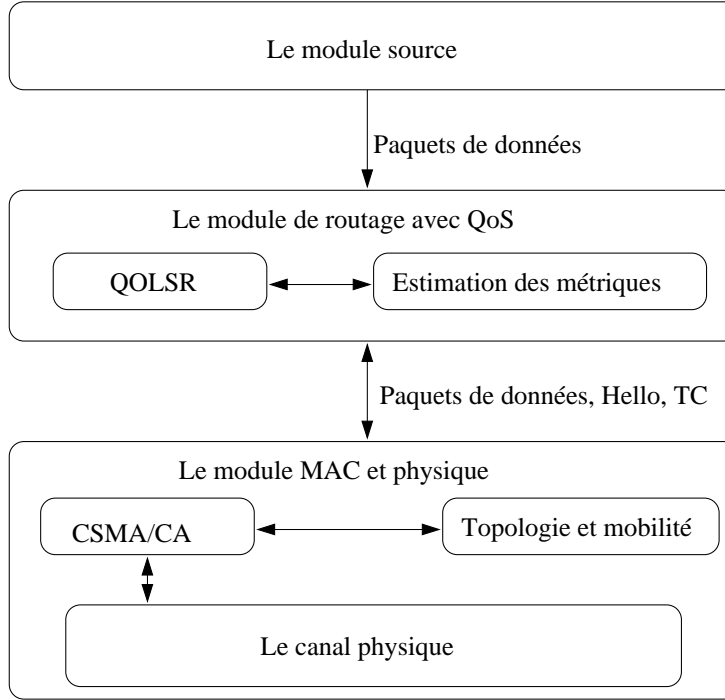 Le module source
Paquets de données
Le module de routage avec QoS
QOLSR
Estimation des métriques
Paquets de données, Hello, TC
Le module MAC et physique
CSMA/CA
Topologie et mobilité
Le canal physique